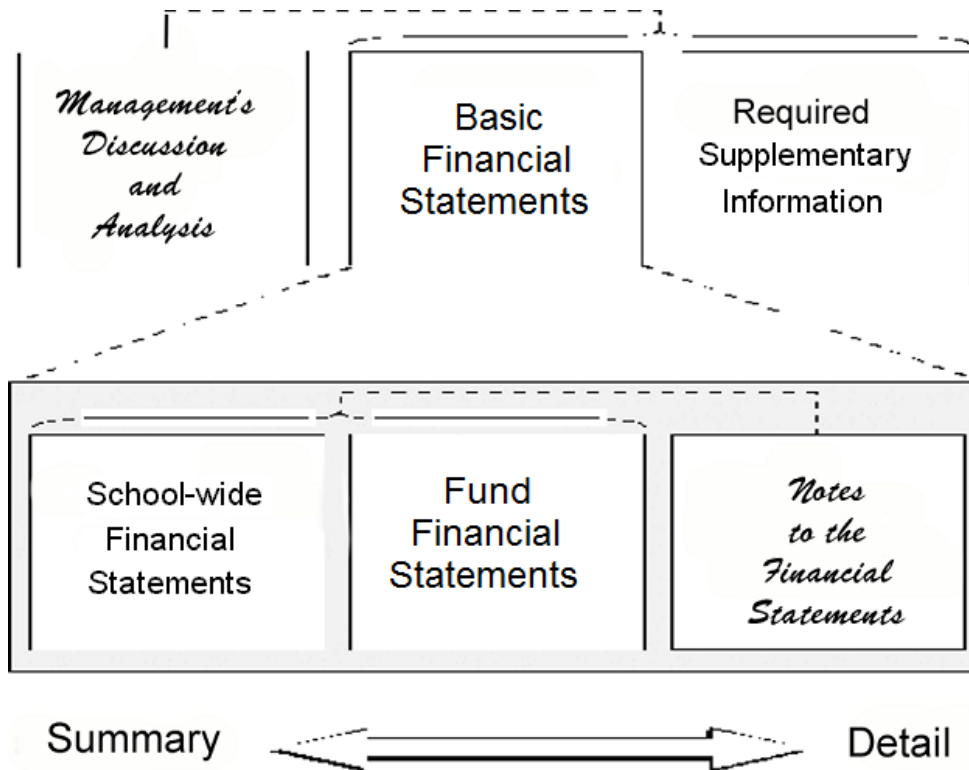 Management's
Discussion
and
Analysis
Basic
Financial
Statements
Required
Supplementary
Information
School-wide
Financial
Statements
Fund
Financial
Statements
Notes
to the
Financial
Statements
Summary
Detail